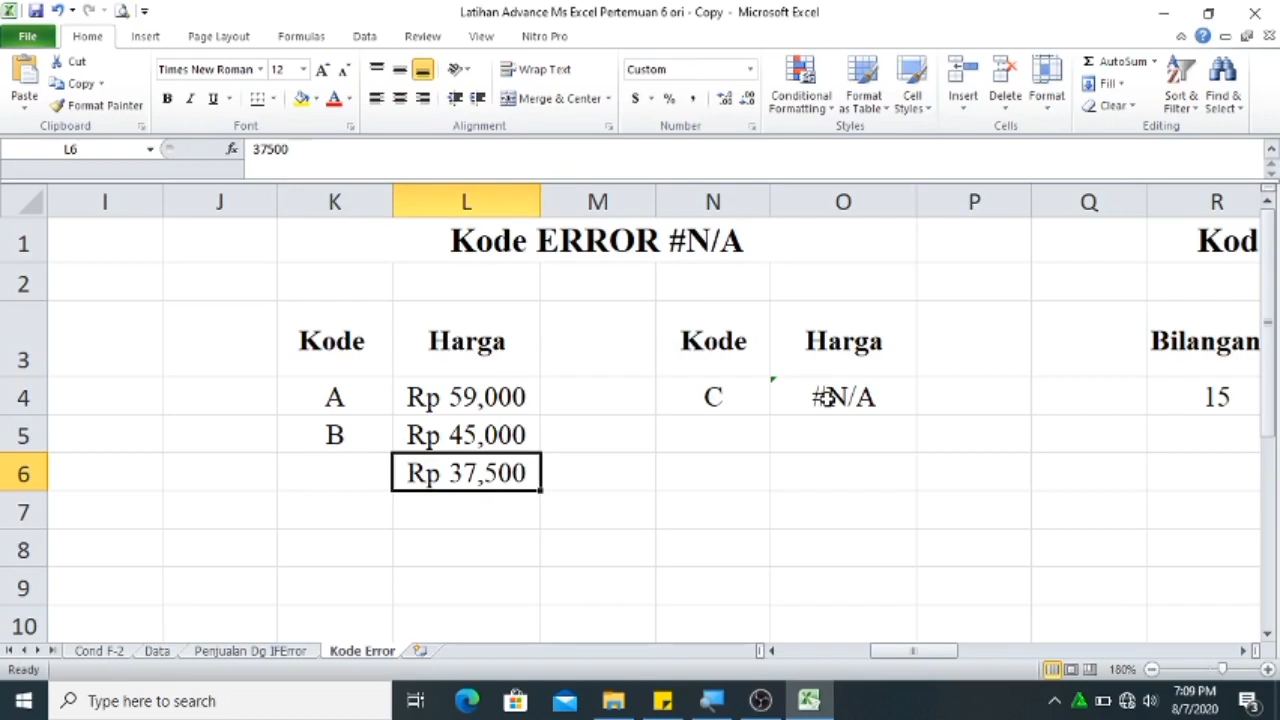 Latihan Advance Ms Excel Pertemuan 6 ori - Copy - Microsoft Excel
File Home Insert Page Layout Formulas Data Review View Nitro Pro
Paste Cut Copy Format Painter Clipboard
Times New Roman 12 B I U A A A Font
Wrap Text Merge & Center Alignment
Custom $ % , Number
Conditional Formatting Format as Table Cell Styles Styles
Insert Delete Format Cells
Σ AutoSum Fill Clear Sort & Filter Find & Select Editing
L6 fx 37500
I J K L M N O P Q R
1 Kode ERROR #N/A Kod
2
3 Kode Harga Kode Harga Bilangan
4 A Rp 59,000 C #N/A 15
5 B Rp 45,000
6 Rp 37,500
7
8
9
10
Cond F-2 Data Penjualan Dg IFError Kode Error
Ready 180%
Type here to search 7:09 PM
8/7/2020 3